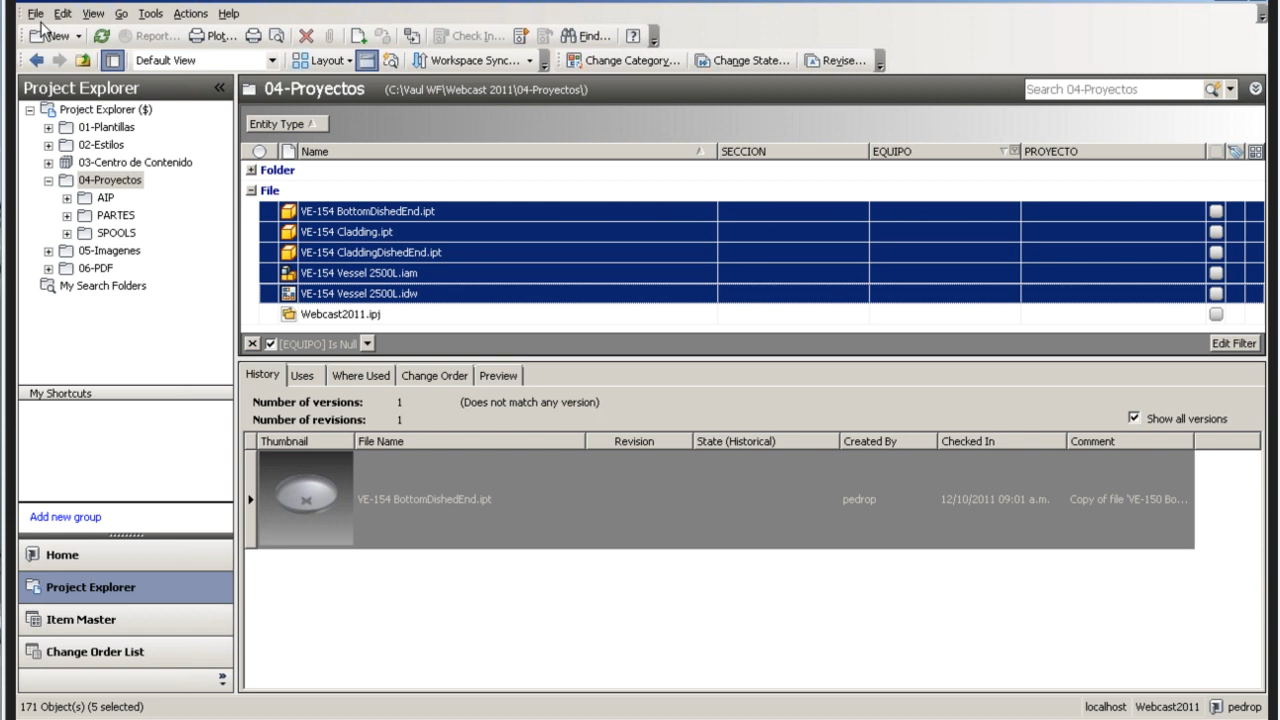 File Edit View Go Tools Actions Help
New Report... Plot... Check In... Find...
Default View Layout Workspace Sync... Change Category... Change State... Revise...
Project Explorer
04-Proyectos (C:\Vaul WF\Webcast 2011\04-Proyectos\)
Search 04-Proyectos
Project Explorer ($)
01-Plantillas
02-Estilos
03-Centro de Contenido
04-Proyectos
AIP
PARTES
SPOOLS
05-Imagenes
06-PDF
My Search Folders
My Shortcuts
Add new group
Home
Project Explorer
Item Master
Change Order List
Entity Type
Name SECCION EQUIPO PROYECTO
Folder
File
VE-154 BottomDishedEnd.ipt
VE-154 Cladding.ipt
VE-154 CladdingDishedEnd.ipt
VE-154 Vessel 2500L.iam
VE-154 Vessel 2500L.idw
Webcast2011.ipj
[EQUIPO] Is Null Edit Filter
History Uses Where Used Change Order Preview
Number of versions: 1 (Does not match any version)
Number of revisions: 1 Show all versions
Thumbnail File Name Revision State (Historical) Created By Checked In Comment
VE-154 BottomDishedEnd.ipt pedrop 12/10/2011 09:01 a.m. Copy of file 'VE-150 Bo...
171 Object(s) (5 selected) localhost Webcast2011 pedrop